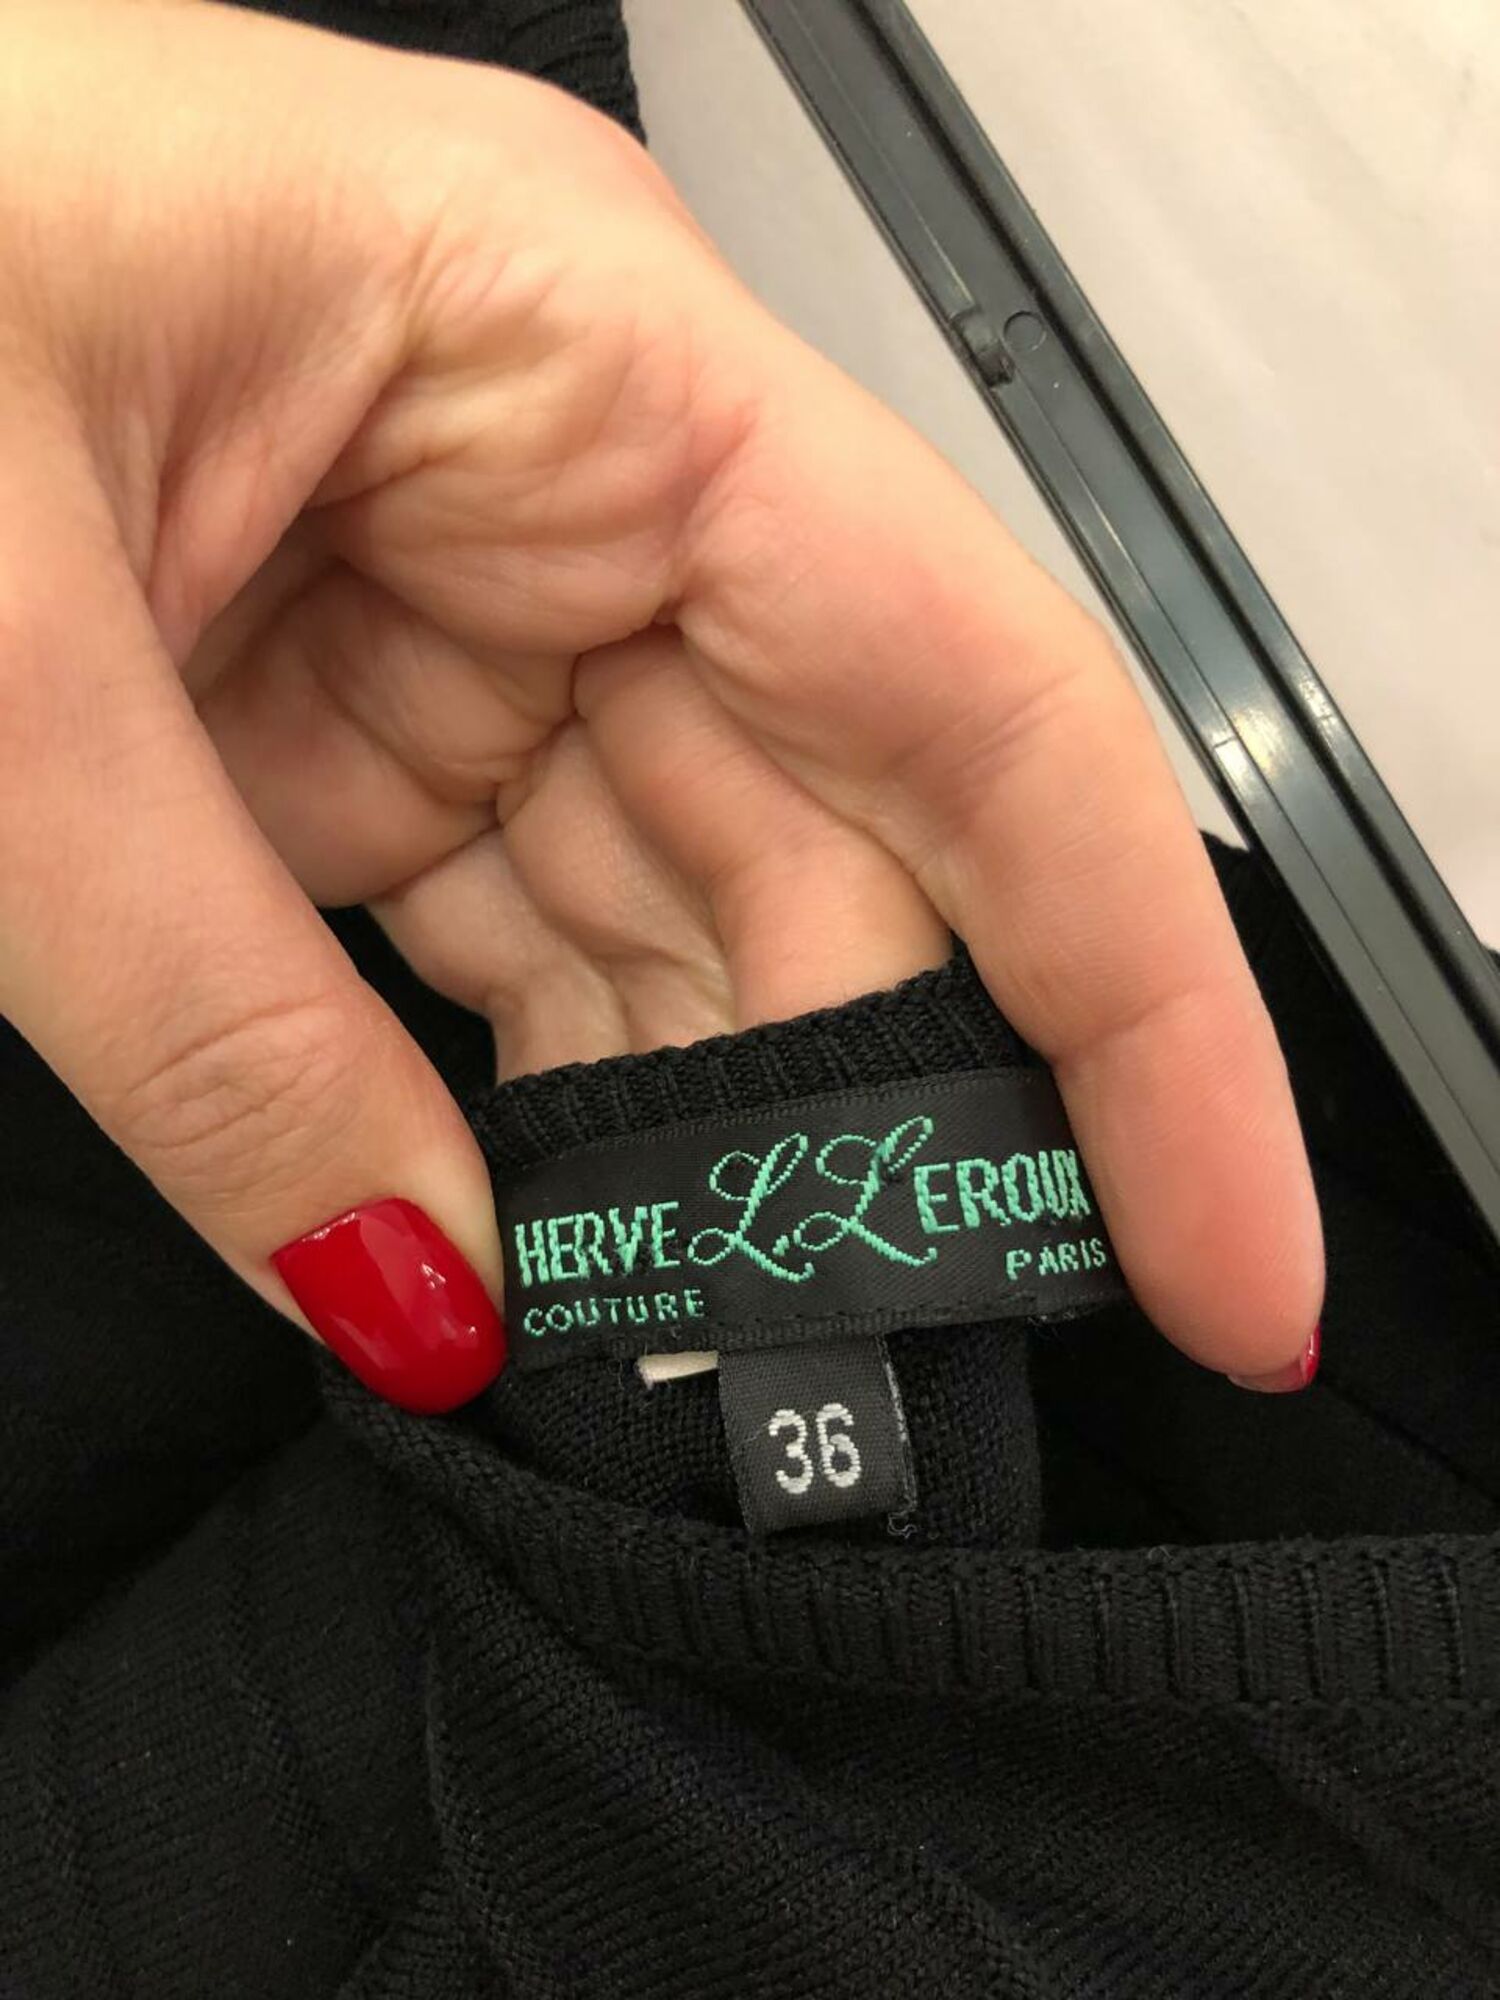 HERVE L. LEROUX
COUTURE PARIS
36